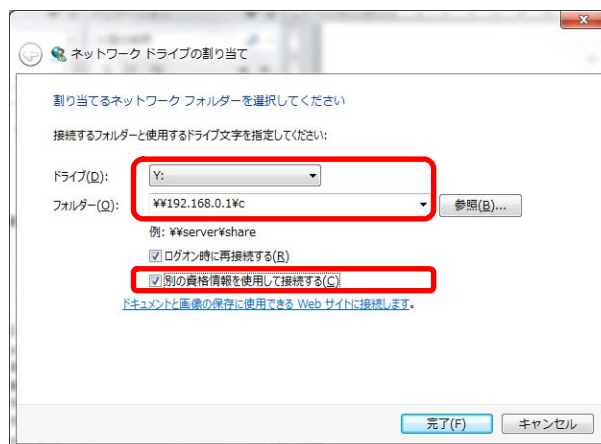 ネットワーク ドライブの割り当て
割り当てるネットワーク フォルダーを選択してください
接続するフォルダーと使用するドライブ文字を指定してください:
ドライブ(D): Y:
フォルダー(O): ¥¥192.168.0.1¥c 参照(B)...
例: ¥¥server¥share
ログオン時に再接続する(R)
別の資格情報を使用して接続する(C)
ドキュメントと画像の保存に使用できる Web サイトに接続します。
完了(F) キャンセル